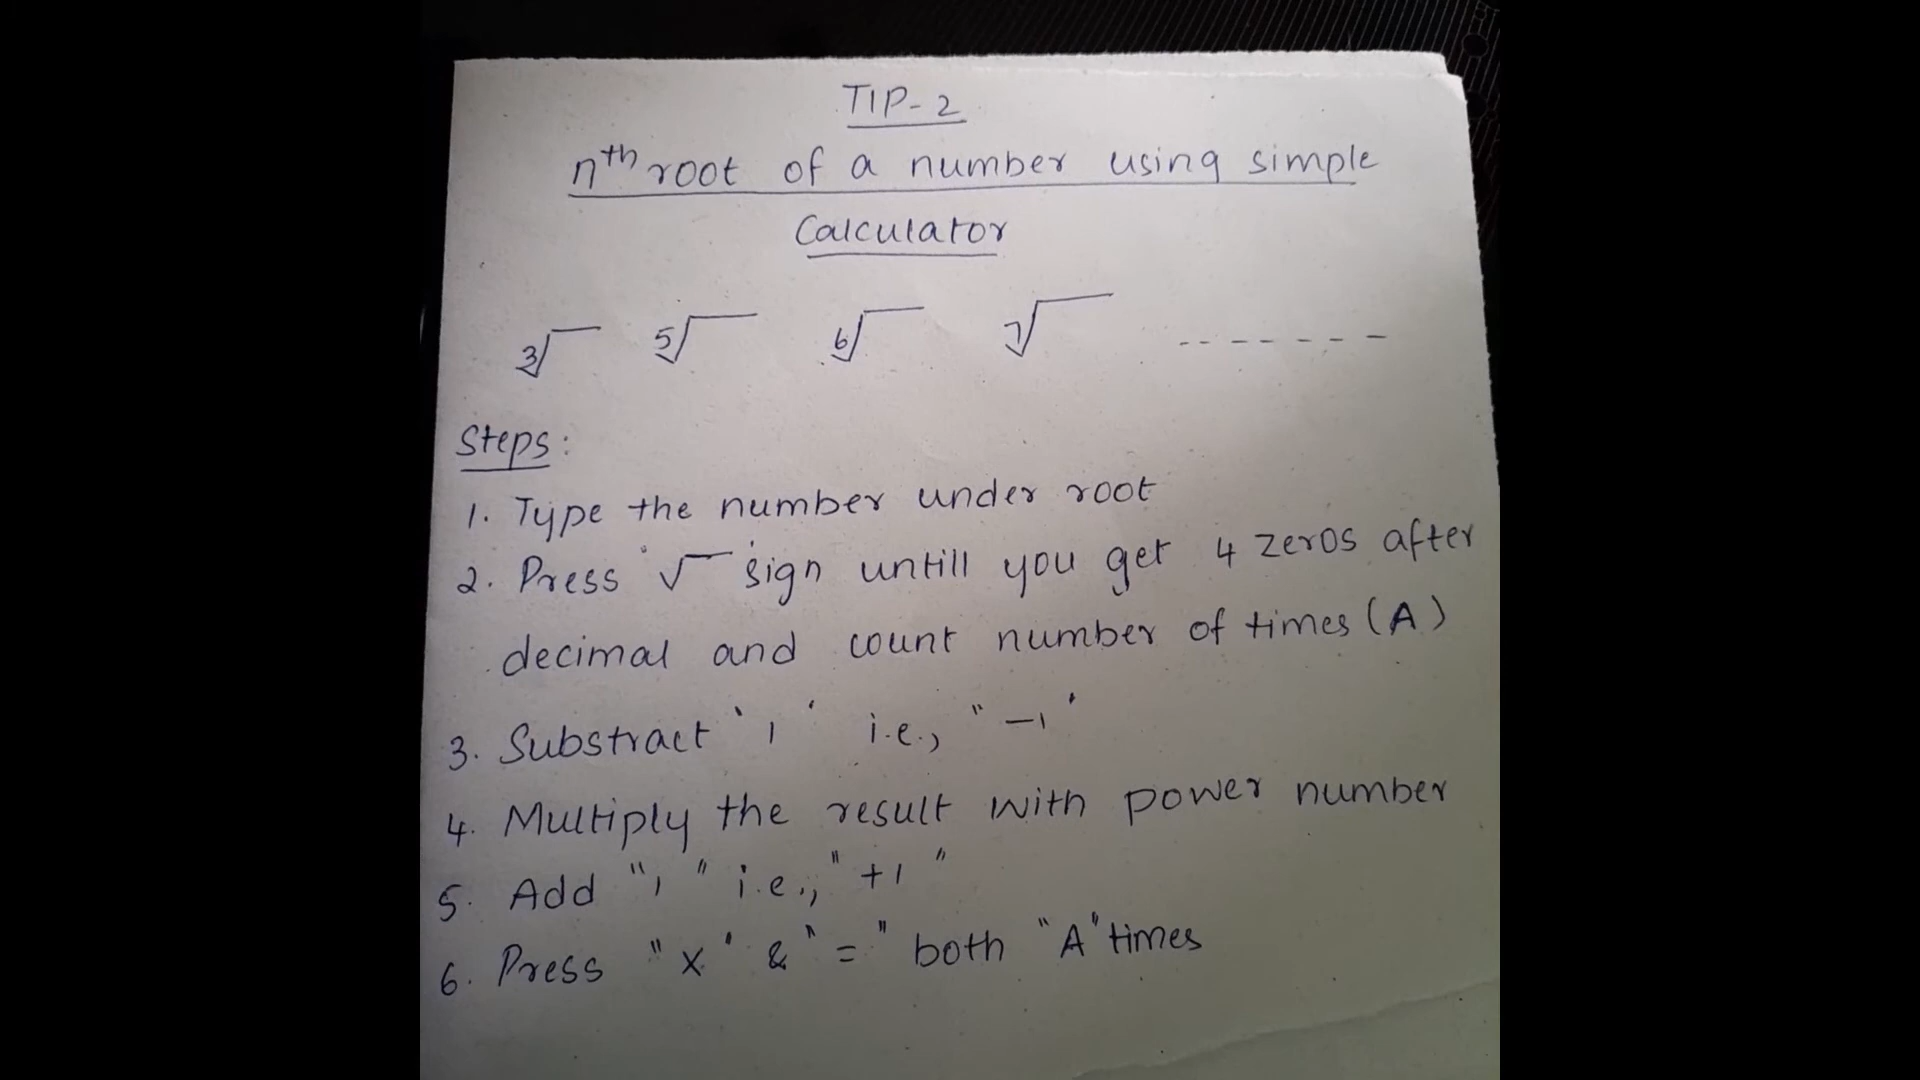 TIP-2
nth root of a number using simple
Calculator
3√ 5√ 6√ 7√ -------
Steps:
1. Type the number under root
2. Press '√' sign untill you get 4 zeros after
decimal and count number of times (A)
3. Substract '1' i.e., "-1'
4. Multiply the result with power number
5. Add "1" i.e., "+1"
6. Press "x' & "=" both "A" times